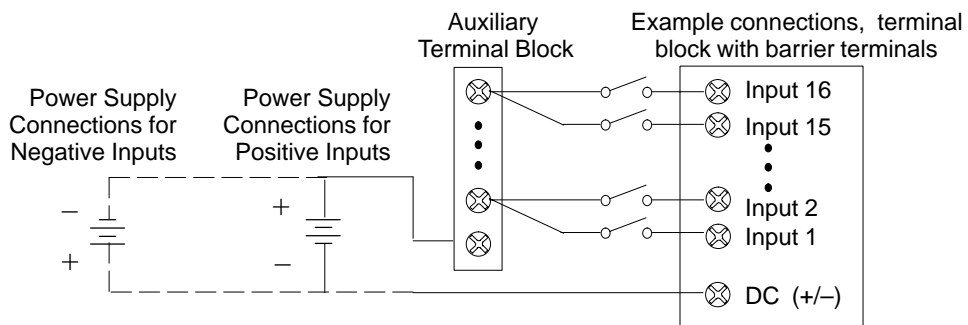 Auxiliary
Terminal Block
Example connections, terminal
block with barrier terminals
Power Supply
Connections for
Negative Inputs
Power Supply
Connections for
Positive Inputs
Input 16
Input 15
Input 2
Input 1
DC (+/–)
–
+
+
–